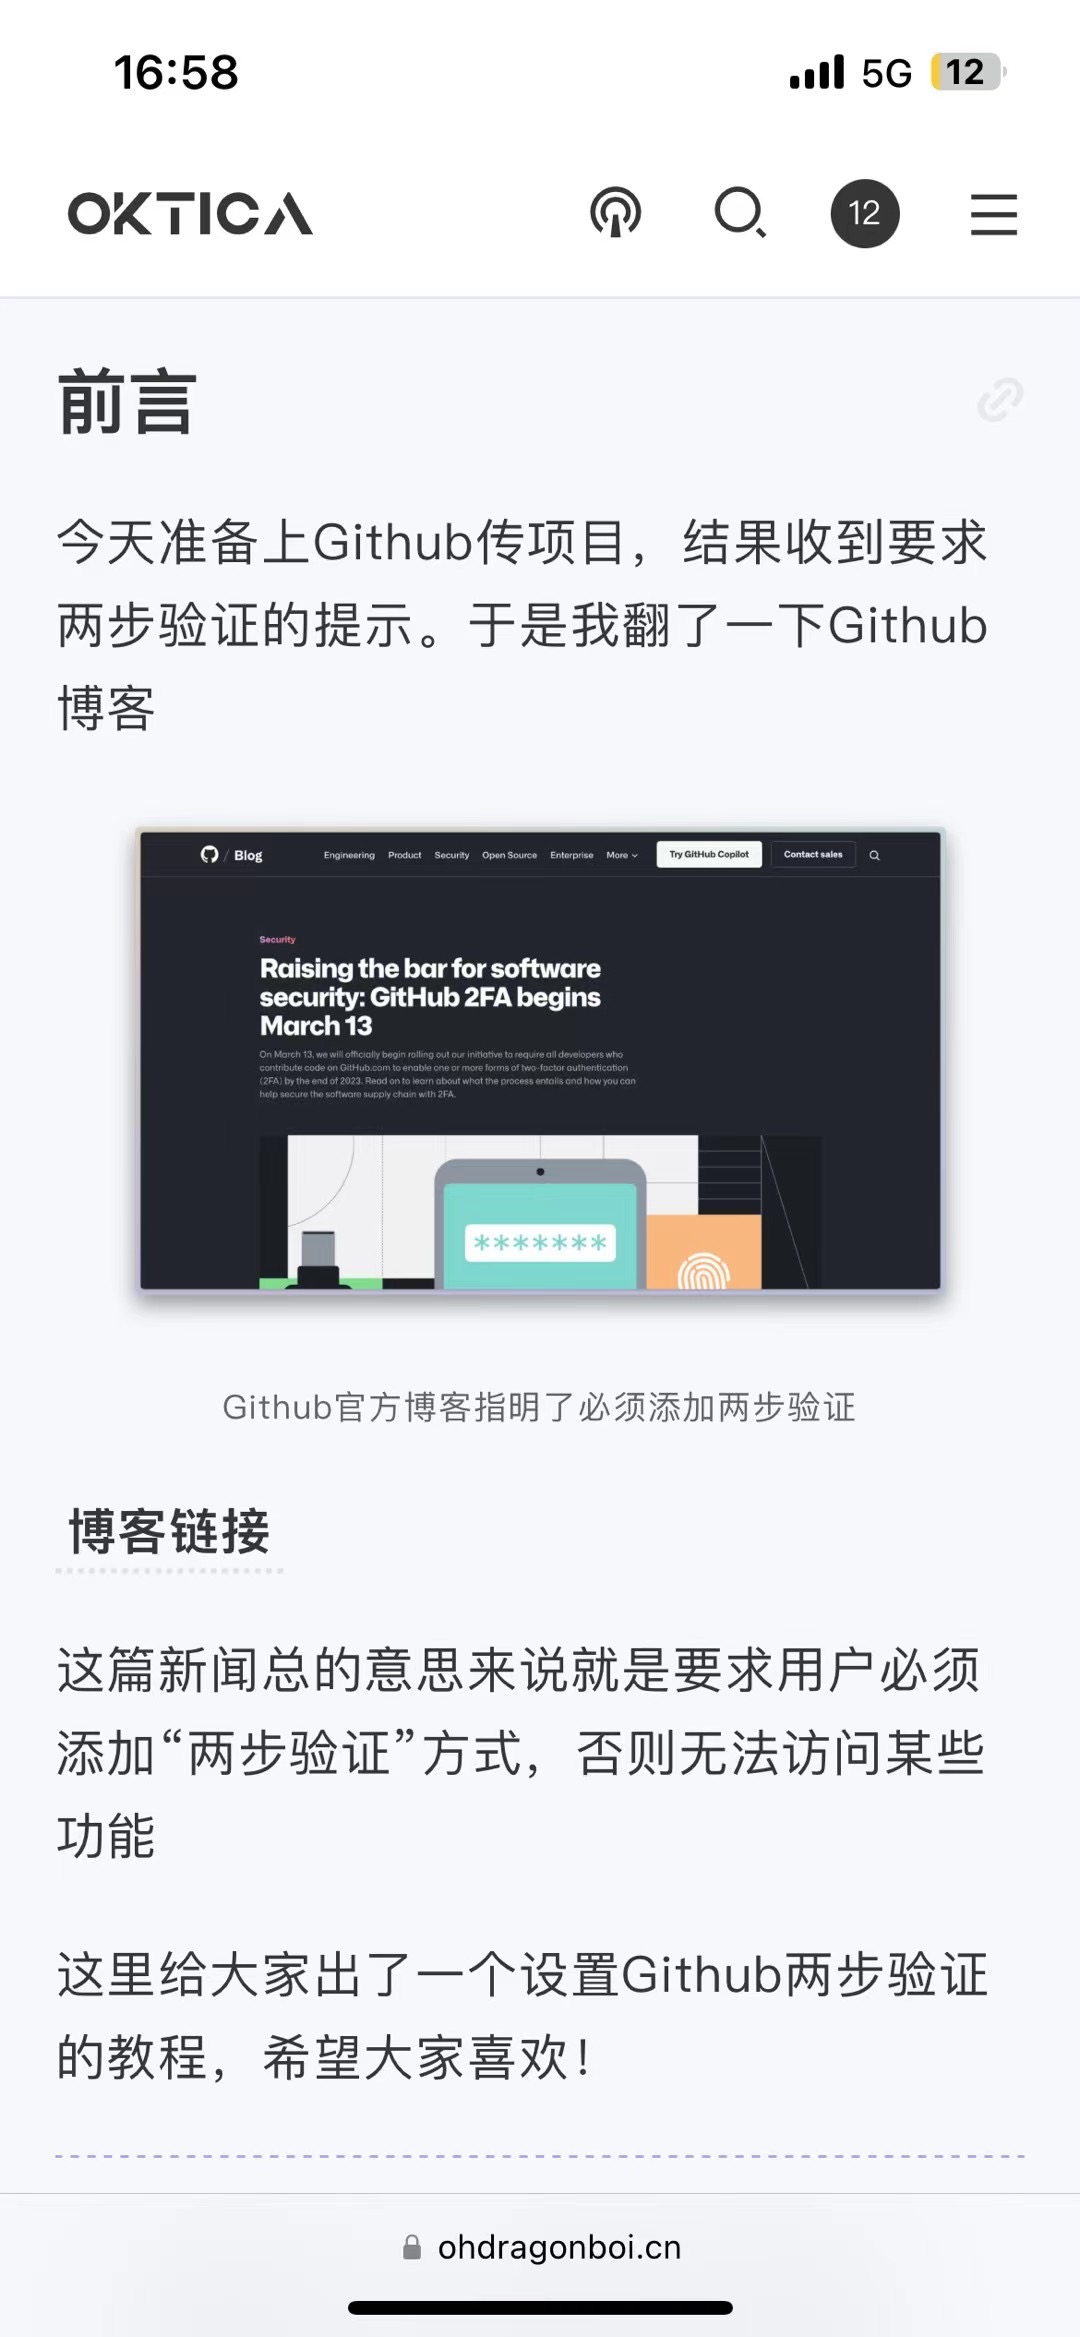 16:58
5G 12
OKTICA
12
前言
今天准备上Github传项目，结果收到要求
两步验证的提示。于是我翻了一下Github
博客
/ Blog Engineering Product Security Open Source Enterprise More Try GitHub Copilot Contact sales
Security
Raising the bar for software
security: GitHub 2FA begins
March 13
On March 13, we will officially begin rolling out our initiative to require all developers who
contribute code on GitHub.com to enable one or more forms of two-factor authentication
(2FA) by the end of 2023. Read on to learn about what the process entails and how you can
help secure the software supply chain with 2FA.
*******
Github官方博客指明了必须添加两步验证
博客链接
这篇新闻总的意思来说就是要求用户必须
添加“两步验证”方式，否则无法访问某些
功能
这里给大家出了一个设置Github两步验证
的教程，希望大家喜欢！
ohdragonboi.cn